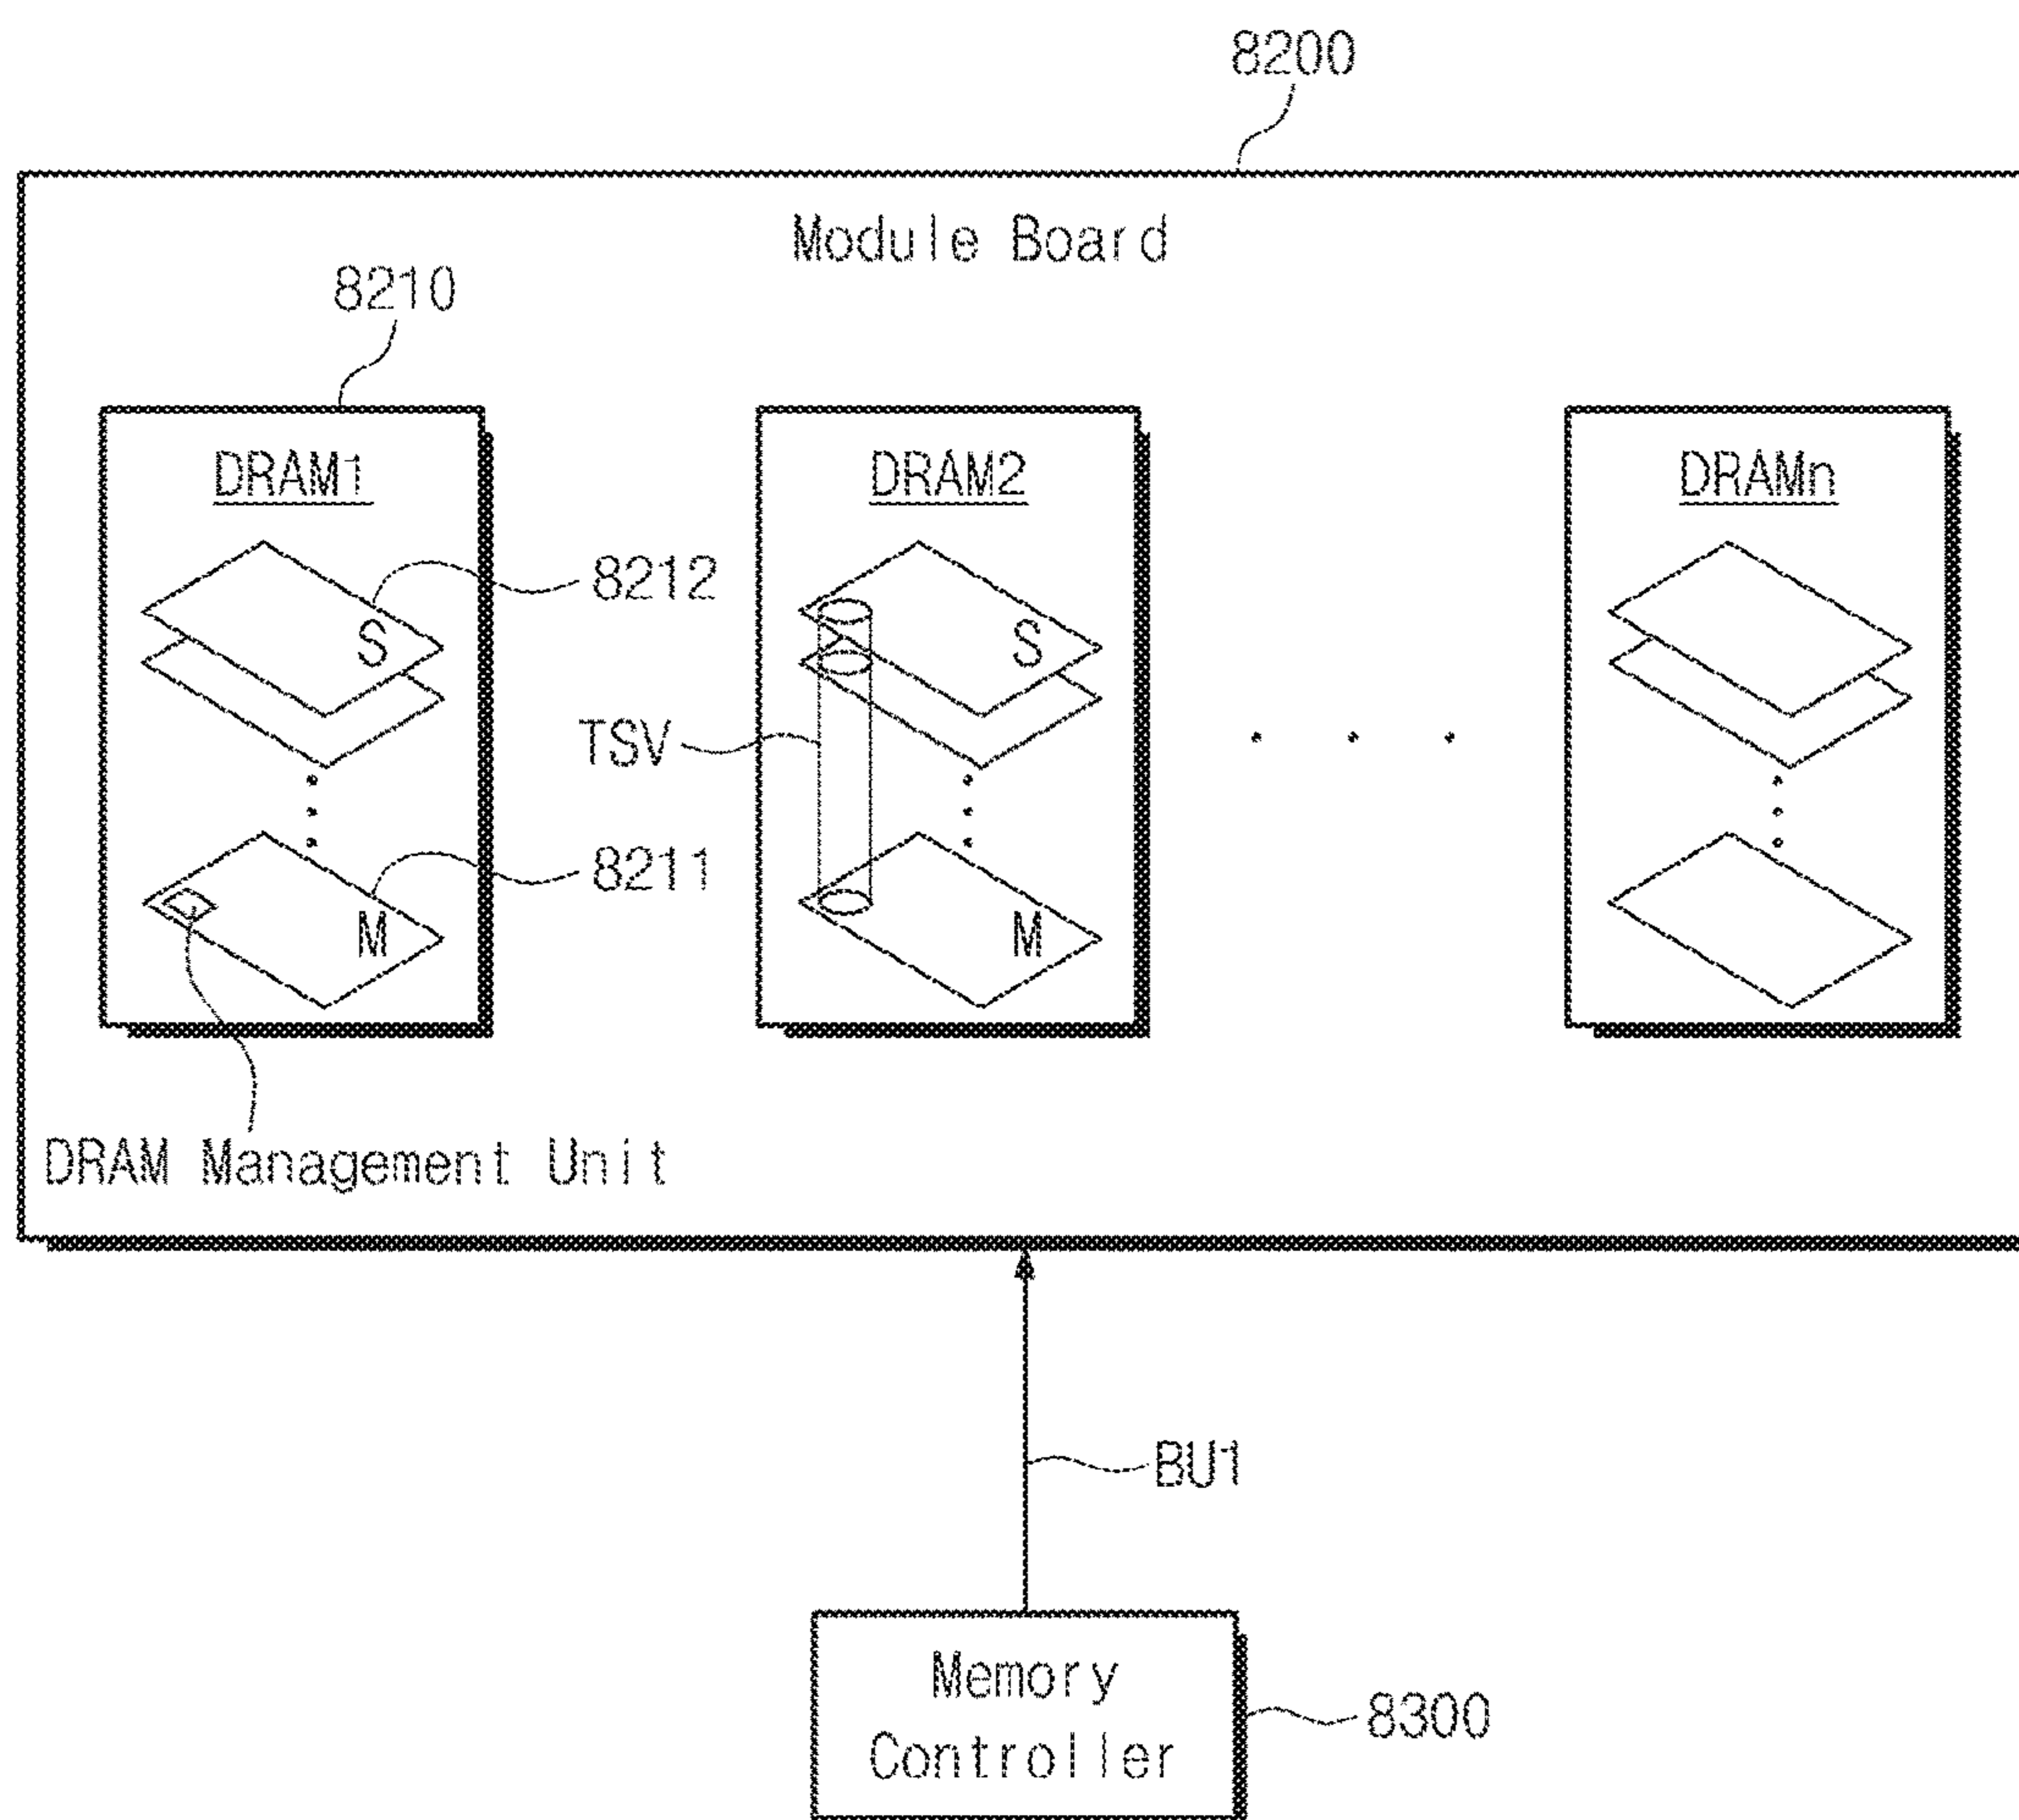 8200
Module Board
8210
DRAM1
DRAM2
DRAMn
8212
S
S
TSV
8211
M
M
DRAM Management Unit
BU1
Memory
Controller
8300